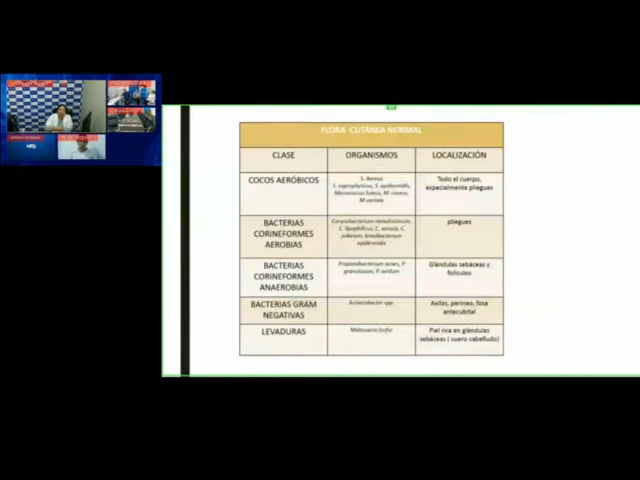 FLORA CUTÁNEA NORMAL
CLASE
ORGANISMOS
LOCALIZACIÓN
COCOS AERÓBICOS
S. Aereus
S. saprophyticus, S. epidermidis,
Micrococcus luteus, M. roseus,
M varians
Todo el cuerpo,
especialmente pliegues
BACTERIAS
CORINEFORMES
AEROBIAS
Corynebacterium minutissimum,
C. lipophilicus, C. xerosis, C.
jeikeium, brevibacterium
epidermidis
pliegues
BACTERIAS
CORINEFORMES
ANAEROBIAS
Propionibacterium acnes, P
granulosum, P. avidum
Glándulas sebáceas y
folículos
BACTERIAS GRAM
NEGATIVAS
Acinetobacter spp.
Axilas, perineo, fosa
antecubital
LEVADURAS
Malassezia furfur
Piel rica en glándulas
sebáceas ( cuero cabelludo)